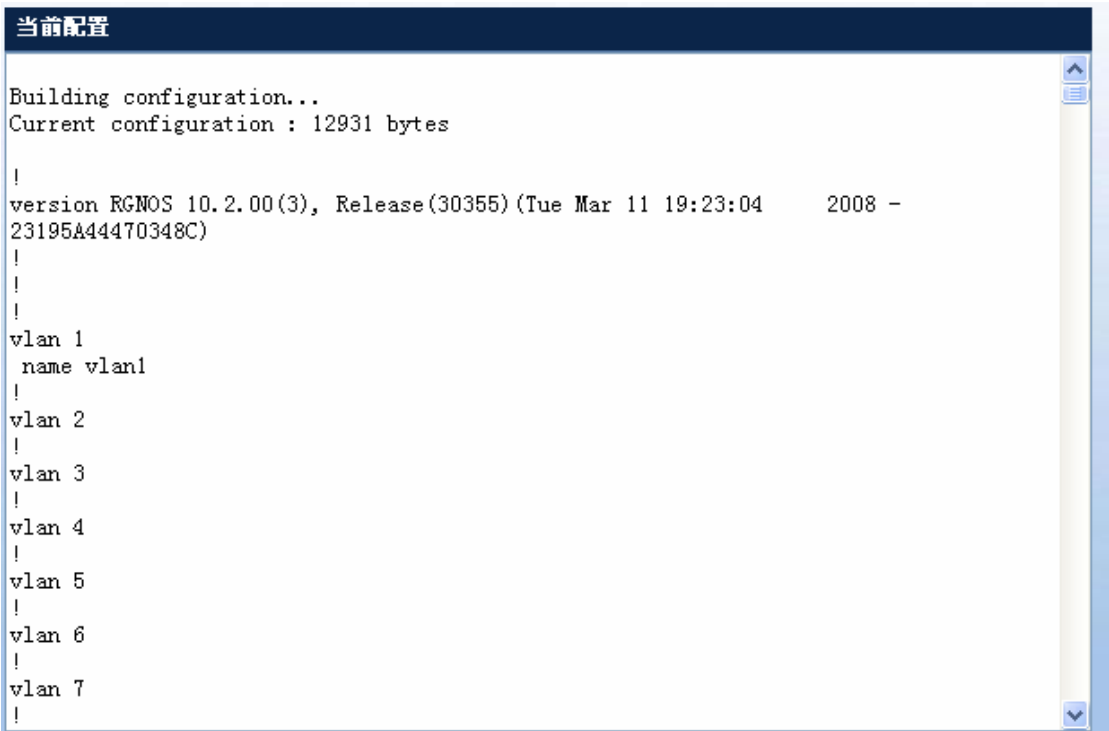 当前配置
Building configuration...
Current configuration : 12931 bytes
!
version RGNOS 10.2.00(3), Release(30355)(Tue Mar 11 19:23:04     2008 -
23195A44470348C)
!
!
!
vlan 1
 name vlan1
!
vlan 2
!
vlan 3
!
vlan 4
!
vlan 5
!
vlan 6
!
vlan 7
!